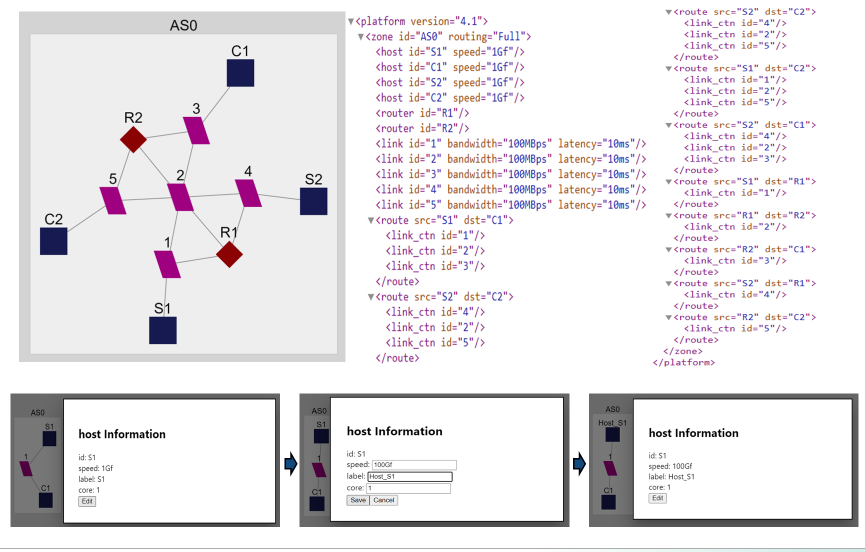 AS0
C1
3
R2
2
4
5
S2
C2
R1
1
S1
▼<platform version="4.1">
▼<zone id="AS0" routing="Full">
<host id="S1" speed="1Gf"/>
<host id="C1" speed="1Gf"/>
<host id="S2" speed="1Gf"/>
<host id="C2" speed="1Gf"/>
<router id="R1"/>
<router id="R2"/>
<link id="1" bandwidth="100MBps" latency="10ms"/>
<link id="2" bandwidth="100MBps" latency="10ms"/>
<link id="3" bandwidth="100MBps" latency="10ms"/>
<link id="4" bandwidth="100MBps" latency="10ms"/>
<link id="5" bandwidth="100MBps" latency="10ms"/>
▼<route src="S1" dst="C1">
<link_ctn id="1"/>
<link_ctn id="2"/>
<link_ctn id="3"/>
</route>
▼<route src="S2" dst="C2">
<link_ctn id="4"/>
<link_ctn id="2"/>
<link_ctn id="5"/>
</route>
▼<route src="S2" dst="C2">
<link_ctn id="4"/>
<link_ctn id="2"/>
<link_ctn id="5"/>
</route>
▼<route src="S1" dst="C2">
<link_ctn id="1"/>
<link_ctn id="2"/>
<link_ctn id="5"/>
</route>
▼<route src="S2" dst="C1">
<link_ctn id="4"/>
<link_ctn id="2"/>
<link_ctn id="3"/>
</route>
▼<route src="S1" dst="R1">
<link_ctn id="1"/>
</route>
▼<route src="R1" dst="R2">
<link_ctn id="2"/>
</route>
▼<route src="R2" dst="C1">
<link_ctn id="3"/>
</route>
▼<route src="S2" dst="R1">
<link_ctn id="4"/>
</route>
▼<route src="R2" dst="C2">
<link_ctn id="5"/>
</route>
</zone>
</platform>
AS0
S1
1
C1
host Information
id: S1
speed: 1Gf
label: S1
core: 1
Edit
AS0
S1
1
C1
host Information
id: S1
speed: 100Gf
label: Host_S1
core: 1
Save Cancel
AS0
Host_S1
1
C1
host Information
id: S1
speed: 100Gf
label: Host_S1
core: 1
Edit